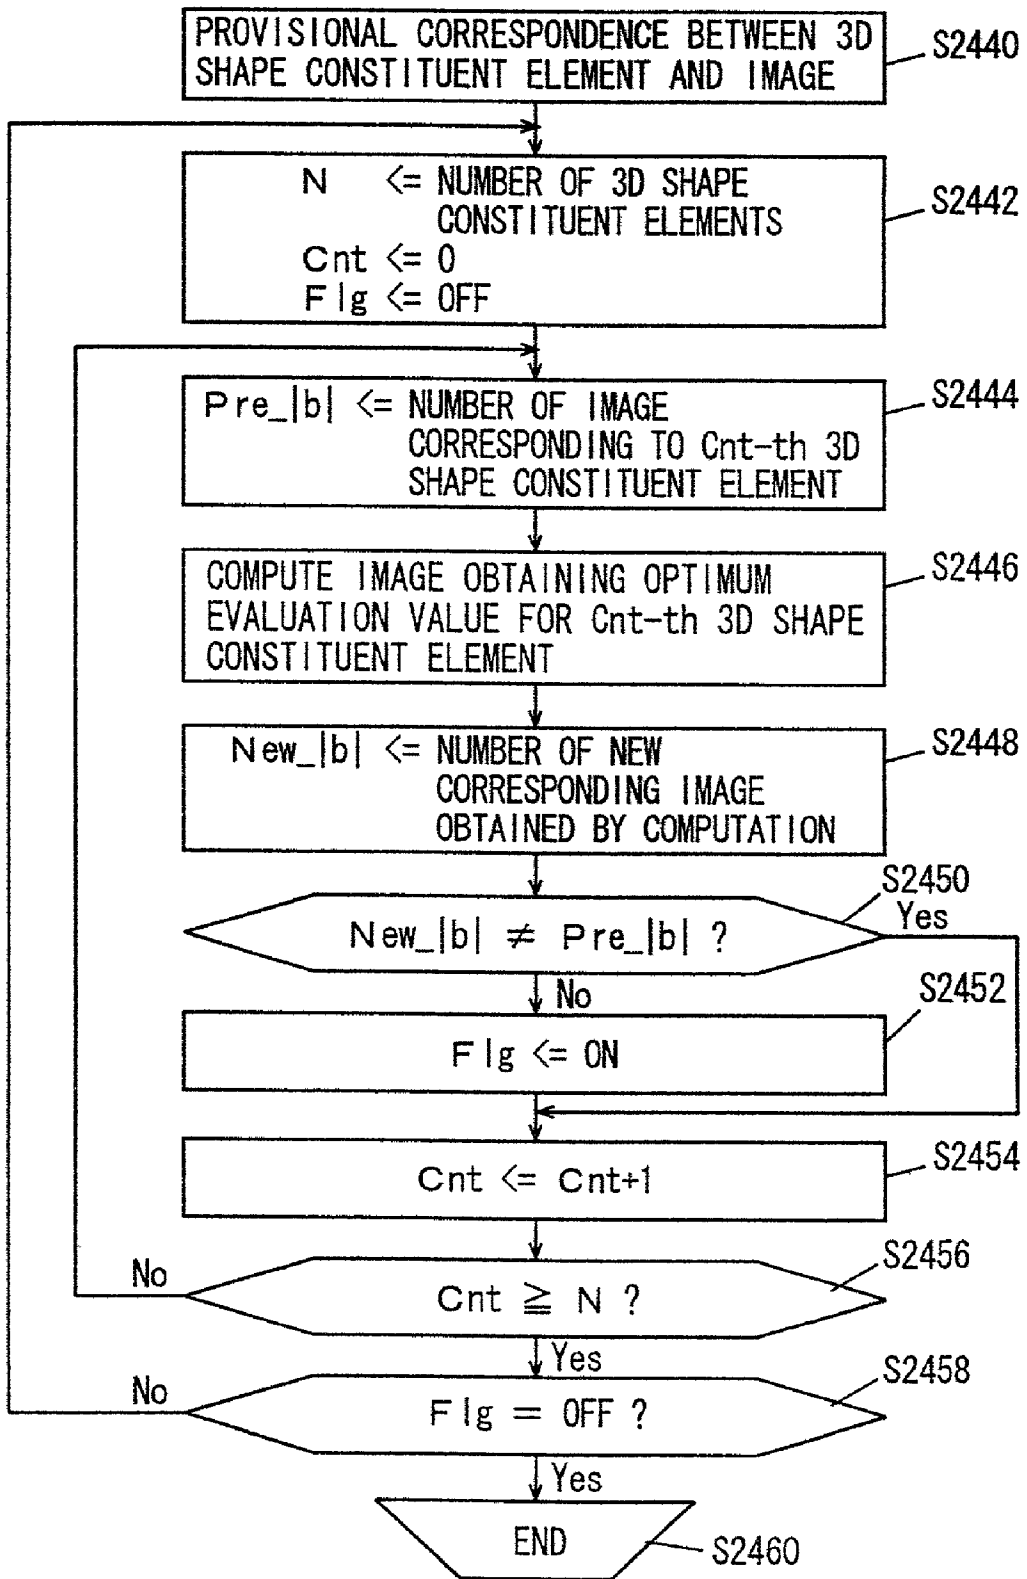 PROVISIONAL CORRESPONDENCE BETWEEN 3D
SHAPE CONSTITUENT ELEMENT AND IMAGE
S2440
N <= NUMBER OF 3D SHAPE
CONSTITUENT ELEMENTS
Cnt <= 0
Flg <= OFF
S2442
Pre_|b| <= NUMBER OF IMAGE
CORRESPONDING TO Cnt-th 3D
SHAPE CONSTITUENT ELEMENT
S2444
COMPUTE IMAGE OBTAINING OPTIMUM
EVALUATION VALUE FOR Cnt-th 3D SHAPE
CONSTITUENT ELEMENT
S2446
New_|b| <= NUMBER OF NEW
CORRESPONDING IMAGE
OBTAINED BY COMPUTATION
S2448
New_|b| ≠ Pre_|b| ?
S2450
Yes
No
Flg <= ON
S2452
Cnt <= Cnt+1
S2454
Cnt ≧ N ?
S2456
No
Yes
Flg = OFF ?
S2458
No
Yes
END
S2460